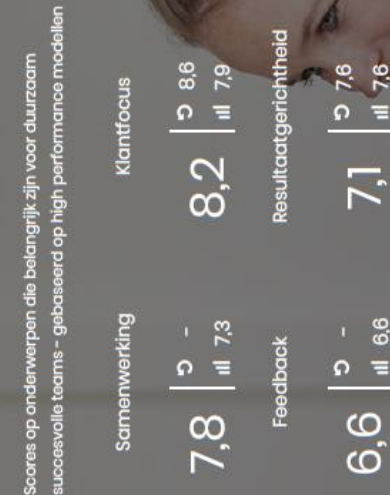 Scores op onderwerpen die belangrijk zijn voor duurzaam
succesvolle teams - gebaseerd op high performance modellen
Samenwerking
7,8
-
7,3
Klantfocus
8,2
8,6
7,9
Feedback
6,6
-
6,6
Resultaatgerichtheid
7,1
7,6
7,6